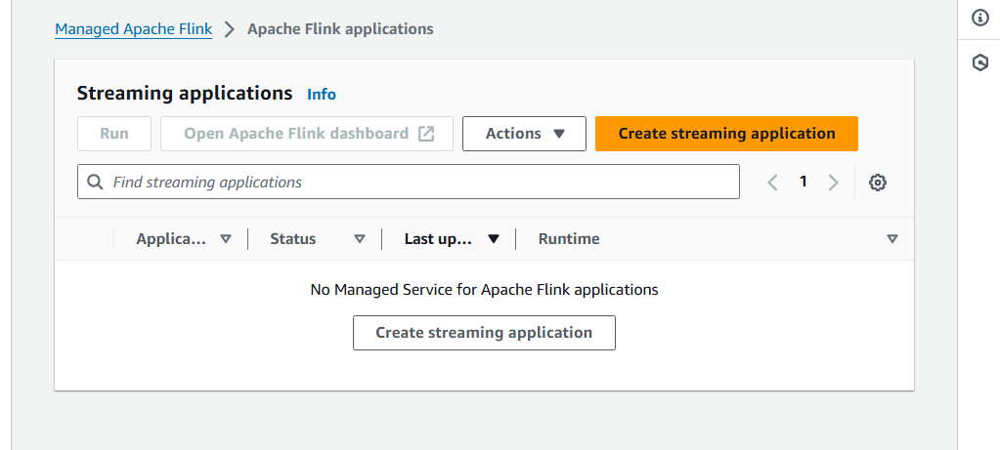 Managed Apache Flink > Apache Flink applications
Streaming applications Info
Run Open Apache Flink dashboard Actions Create streaming application
Find streaming applications 1
Applica... Status Last up... Runtime
No Managed Service for Apache Flink applications
Create streaming application